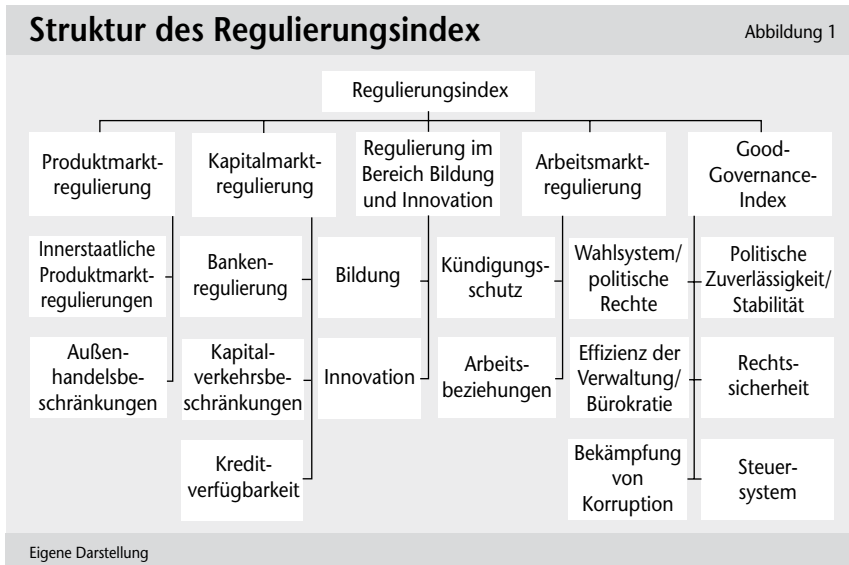 Struktur des Regulierungsindex
Abbildung 1
Regulierungsindex
Produktmarkt-
regulierung
Kapitalmarkt-
regulierung
Regulierung im
Bereich Bildung
und Innovation
Arbeitsmarkt-
regulierung
Good-
Governance-
Index
Innerstaatliche
Produktmarkt-
regulierungen
Banken-
regulierung
Bildung
Kündigungs-
schutz
Wahlsystem/
politische
Rechte
Politische
Zuverlässigkeit/
Stabilität
Außen-
handelsbe-
schränkungen
Kapital-
verkehrsbe-
schränkungen
Innovation
Arbeits-
beziehungen
Effizienz der
Verwaltung/
Bürokratie
Rechts-
sicherheit
Kredit-
verfügbarkeit
Bekämpfung
von
Korruption
Steuer-
system
Eigene Darstellung